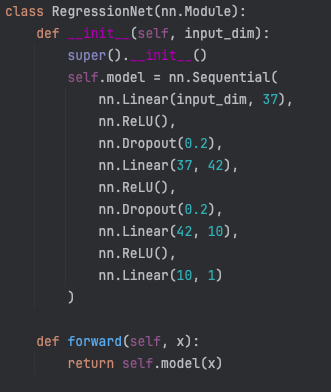 class RegressionNet(nn.Module):
    def __init__(self, input_dim):
        super().__init__()
        self.model = nn.Sequential(
            nn.Linear(input_dim, 37),
            nn.ReLU(),
            nn.Dropout(0.2),
            nn.Linear(37, 42),
            nn.ReLU(),
            nn.Dropout(0.2),
            nn.Linear(42, 10),
            nn.ReLU(),
            nn.Linear(10, 1)
        )

    def forward(self, x):
        return self.model(x)